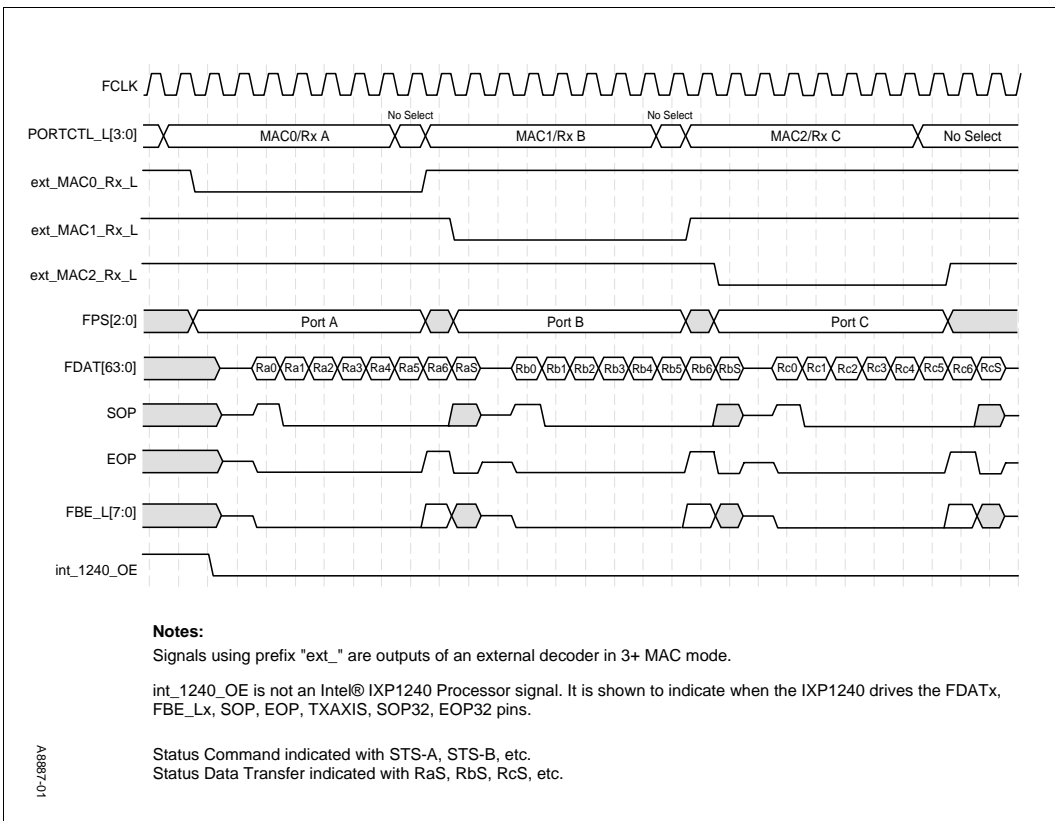 FCLK
No Select No Select
PORTCTL_L[3:0] MAC0/Rx A MAC1/Rx B MAC2/Rx C No Select
ext_MAC0_Rx_L
ext_MAC1_Rx_L
ext_MAC2_Rx_L
FPS[2:0] Port A Port B Port C
FDAT[63:0] Ra0 Ra1 Ra2 Ra3 Ra4 Ra5 Ra6 RaS Rb0 Rb1 Rb2 Rb3 Rb4 Rb5 Rb6 RbS Rc0 Rc1 Rc2 Rc3 Rc4 Rc5 Rc6 RcS
SOP
EOP
FBE_L[7:0]
int_1240_OE
Notes:
Signals using prefix "ext_" are outputs of an external decoder in 3+ MAC mode.
int_1240_OE is not an Intel® IXP1240 Processor signal. It is shown to indicate when the IXP1240 drives the FDATx,
FBE_Lx, SOP, EOP, TXAXIS, SOP32, EOP32 pins.
Status Command indicated with STS-A, STS-B, etc.
Status Data Transfer indicated with RaS, RbS, RcS, etc.
A8887-01